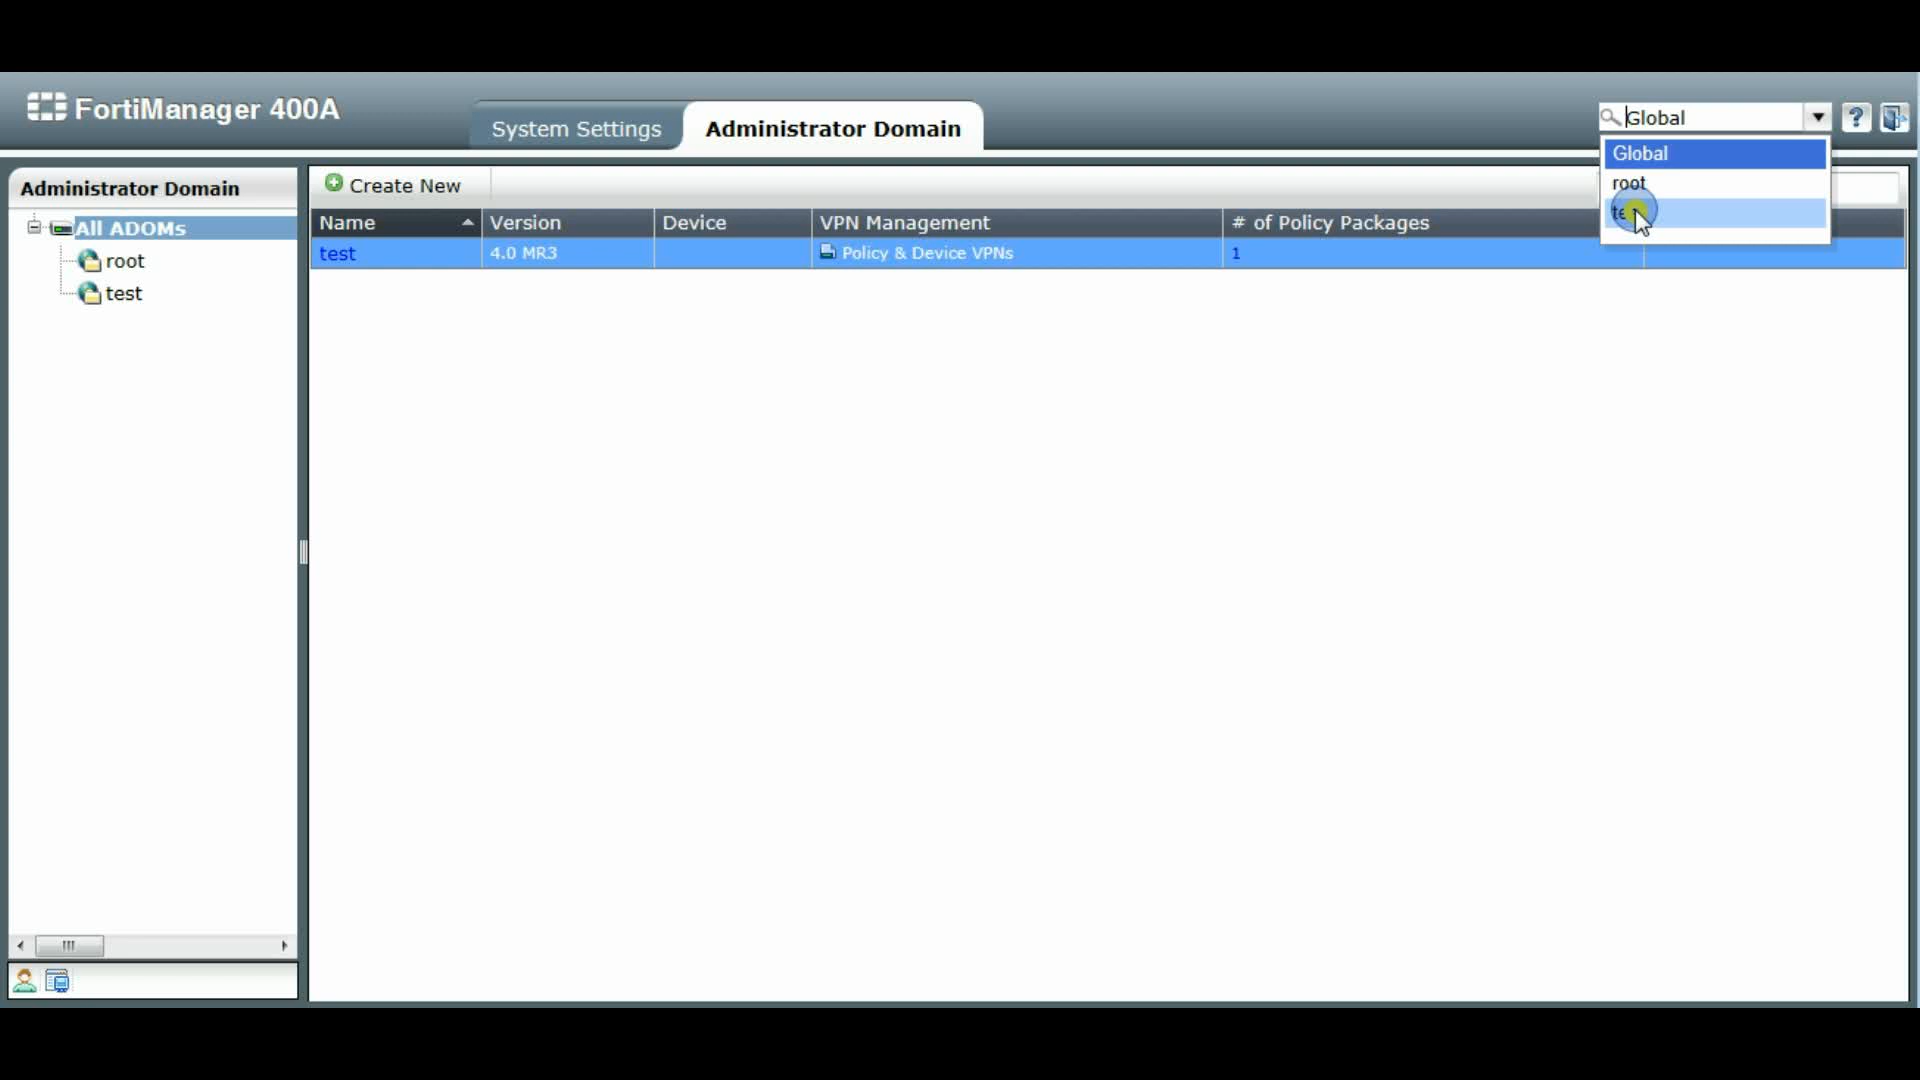 FortiManager 400A
System Settings
Administrator Domain
Global
Global
root
Administrator Domain
All ADOMs
root
test
Create New
Name Version Device VPN Management # of Policy Packages
test 4.0 MR3 Policy & Device VPNs 1